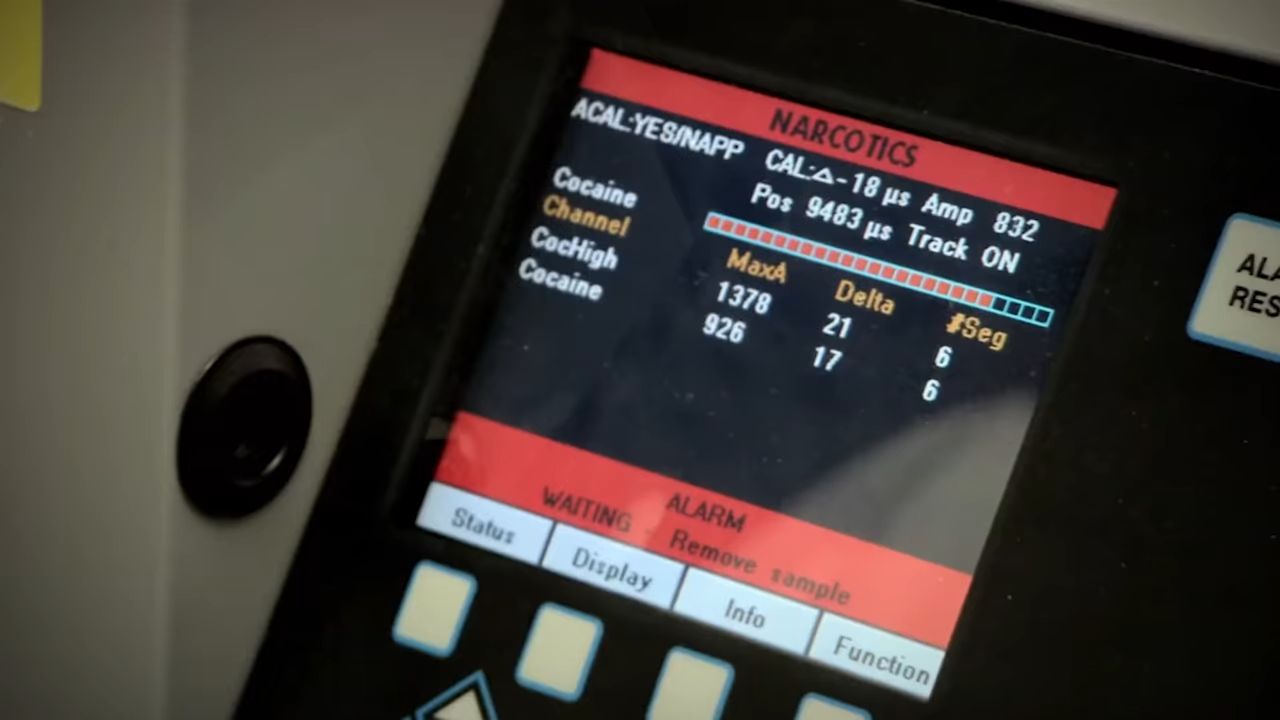 NARCOTICS
ACAL:YES/NAPP CAL:△-18 µs Amp 832
Pos 9483 µs Track ON
Cocaine
Channel MaxA Delta #Seg
CocHigh 1378 21 6
Cocaine 926 17 6
ALARM
WAITING - Remove sample
Status Display Info Function
ALA
RES